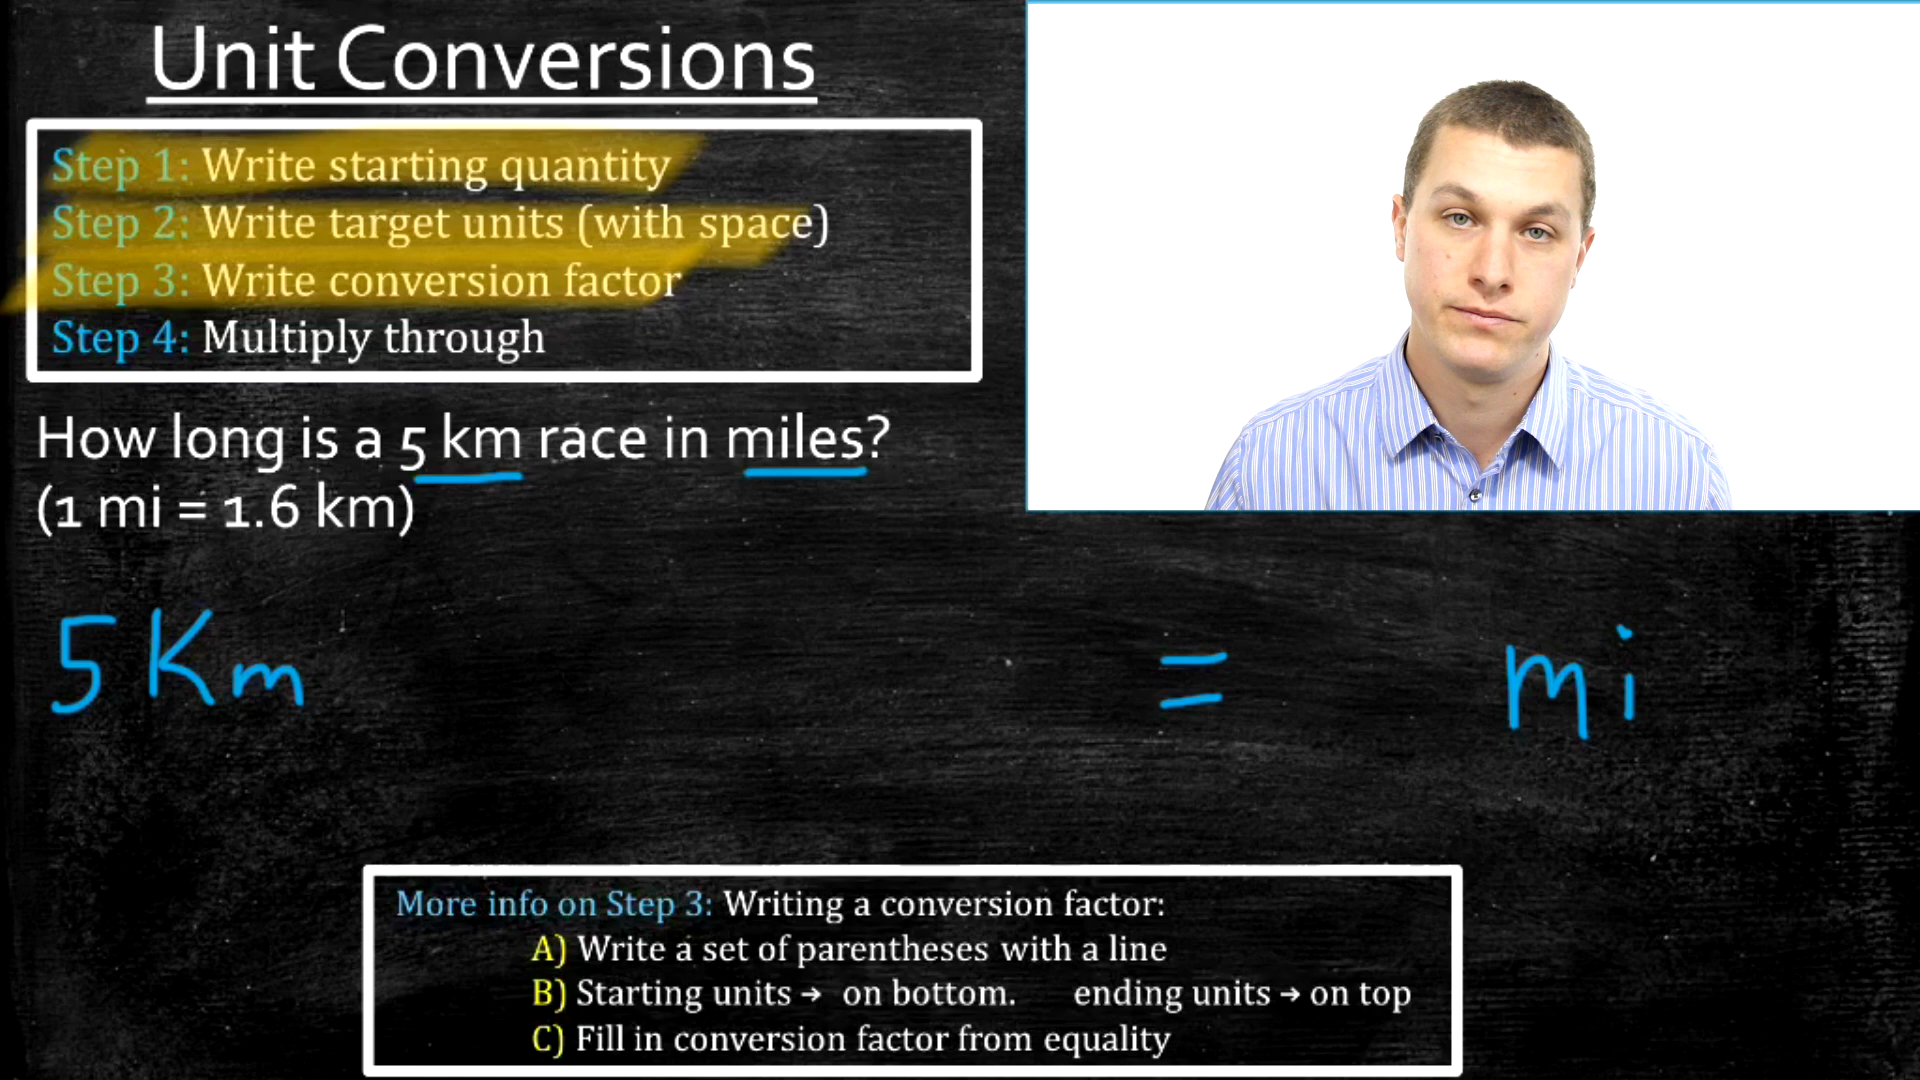 Unit Conversions
Step 1: Write starting quantity
Step 2: Write target units (with space)
Step 3: Write conversion factor
Step 4: Multiply through
How long is a 5 km race in miles?
(1 mi = 1.6 km)
5 Km = mi
More info on Step 3: Writing a conversion factor:
A) Write a set of parentheses with a line
B) Starting units → on bottom. ending units → on top
C) Fill in conversion factor from equality